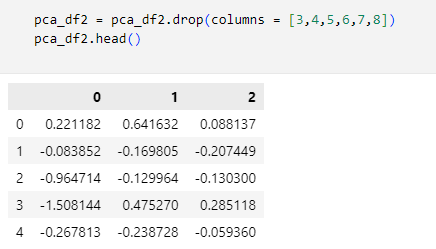 pca_df2 = pca_df2.drop(columns = [3,4,5,6,7,8])
pca_df2.head()
0 1 2
0 0.221182 0.641632 0.088137
1 -0.083852 -0.169805 -0.207449
2 -0.964714 -0.129964 -0.130300
3 -1.508144 0.475270 0.285118
4 -0.267813 -0.238728 -0.059360